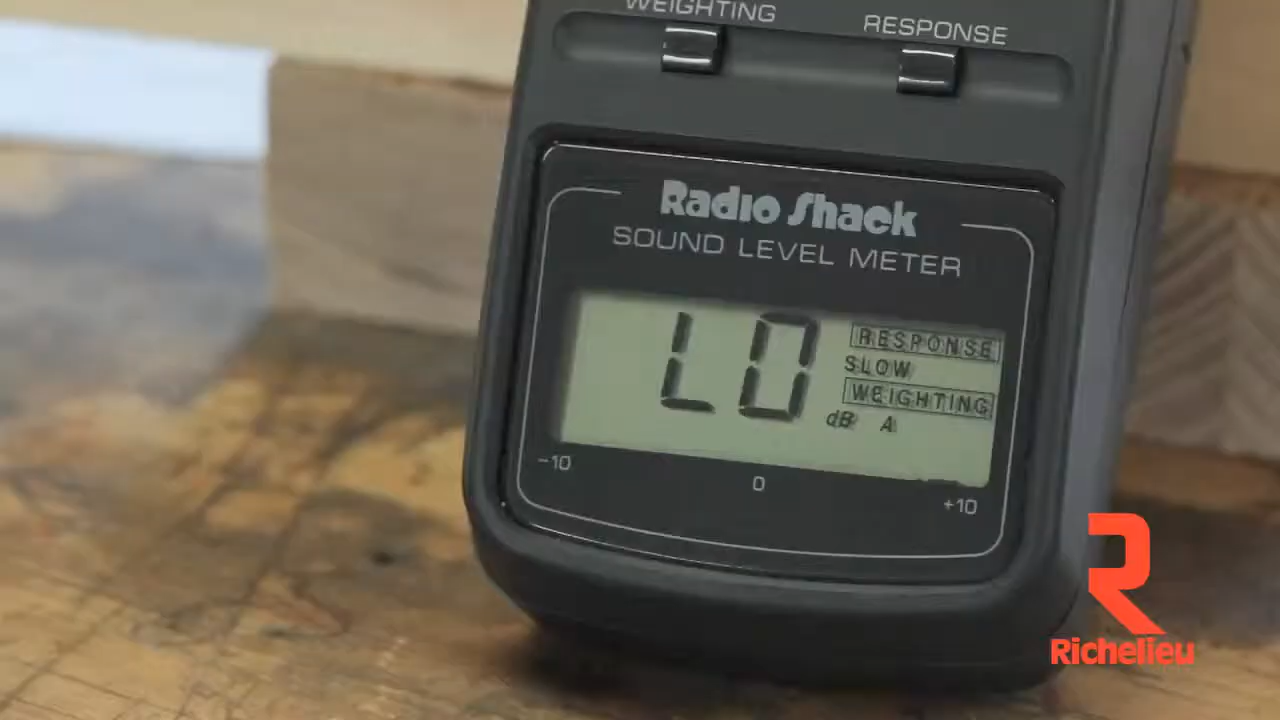 WEIGHTING
RESPONSE
Radio Shack
SOUND LEVEL METER
LO
RESPONSE
SLOW
WEIGHTING
dB A
-10
0
+10
R
Richelieu